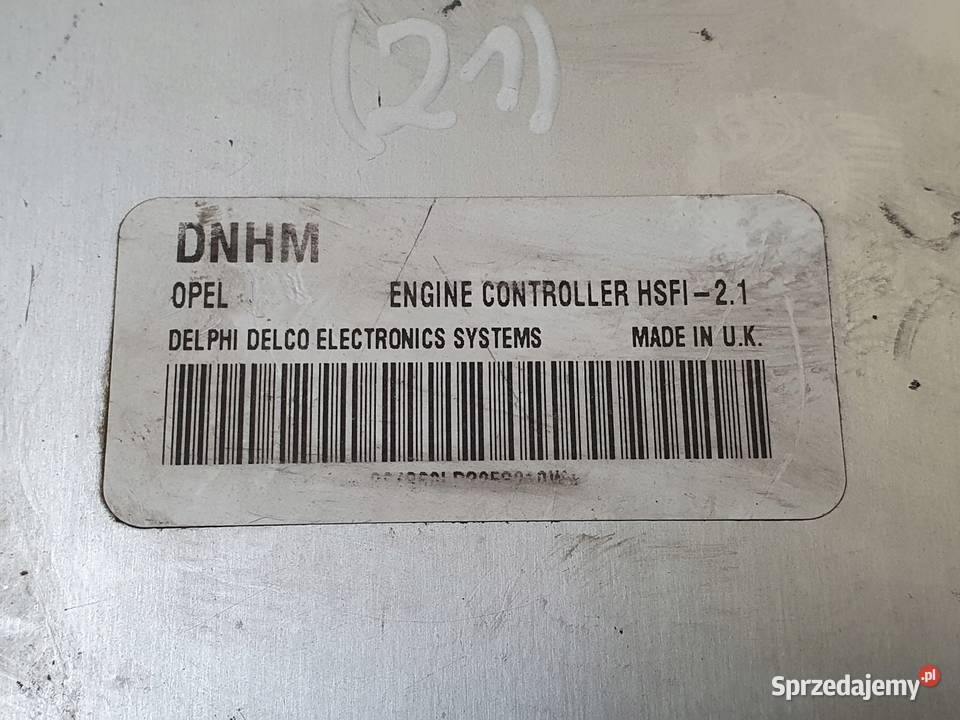 (21)
DNHM
OPEL ENGINE CONTROLLER HSFI-2.1
DELPHI DELCO ELECTRONICS SYSTEMS MADE IN U.K.
Sprzedajemy.pl